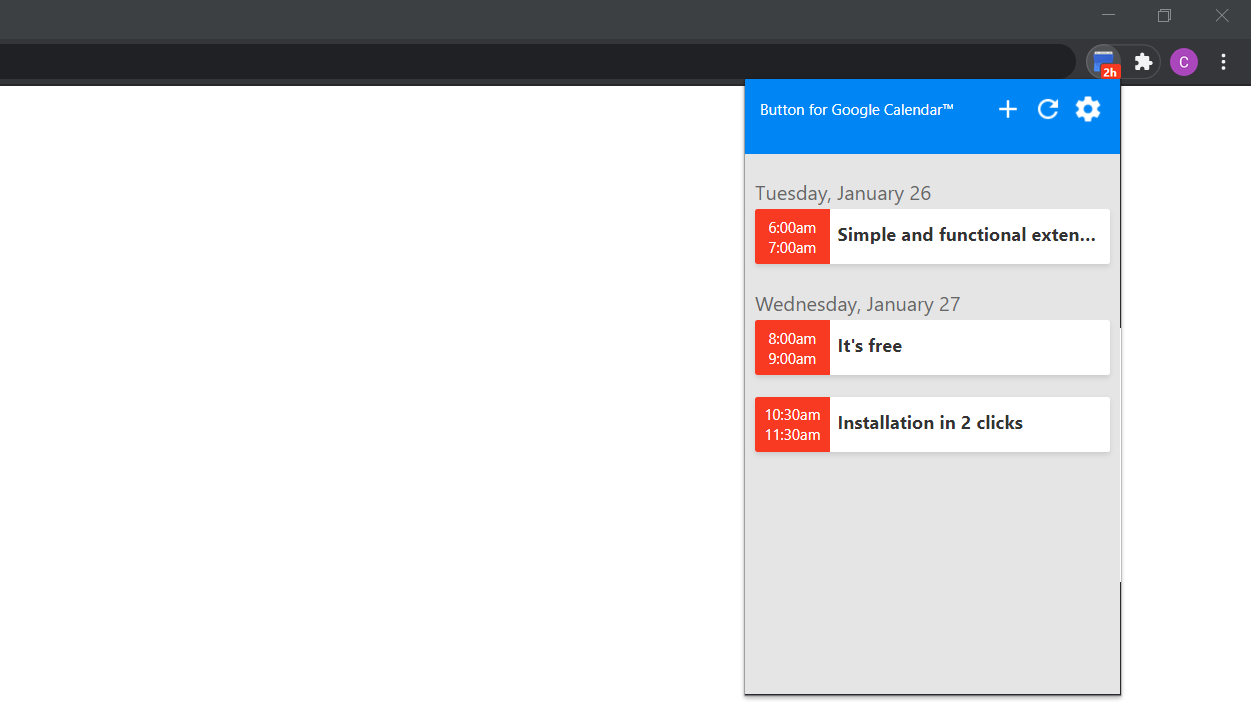 2h
C
Button for Google Calendar™
Tuesday, January 26
6:00am
7:00am
Simple and functional exten...
Wednesday, January 27
8:00am
9:00am
It's free
10:30am
11:30am
Installation in 2 clicks